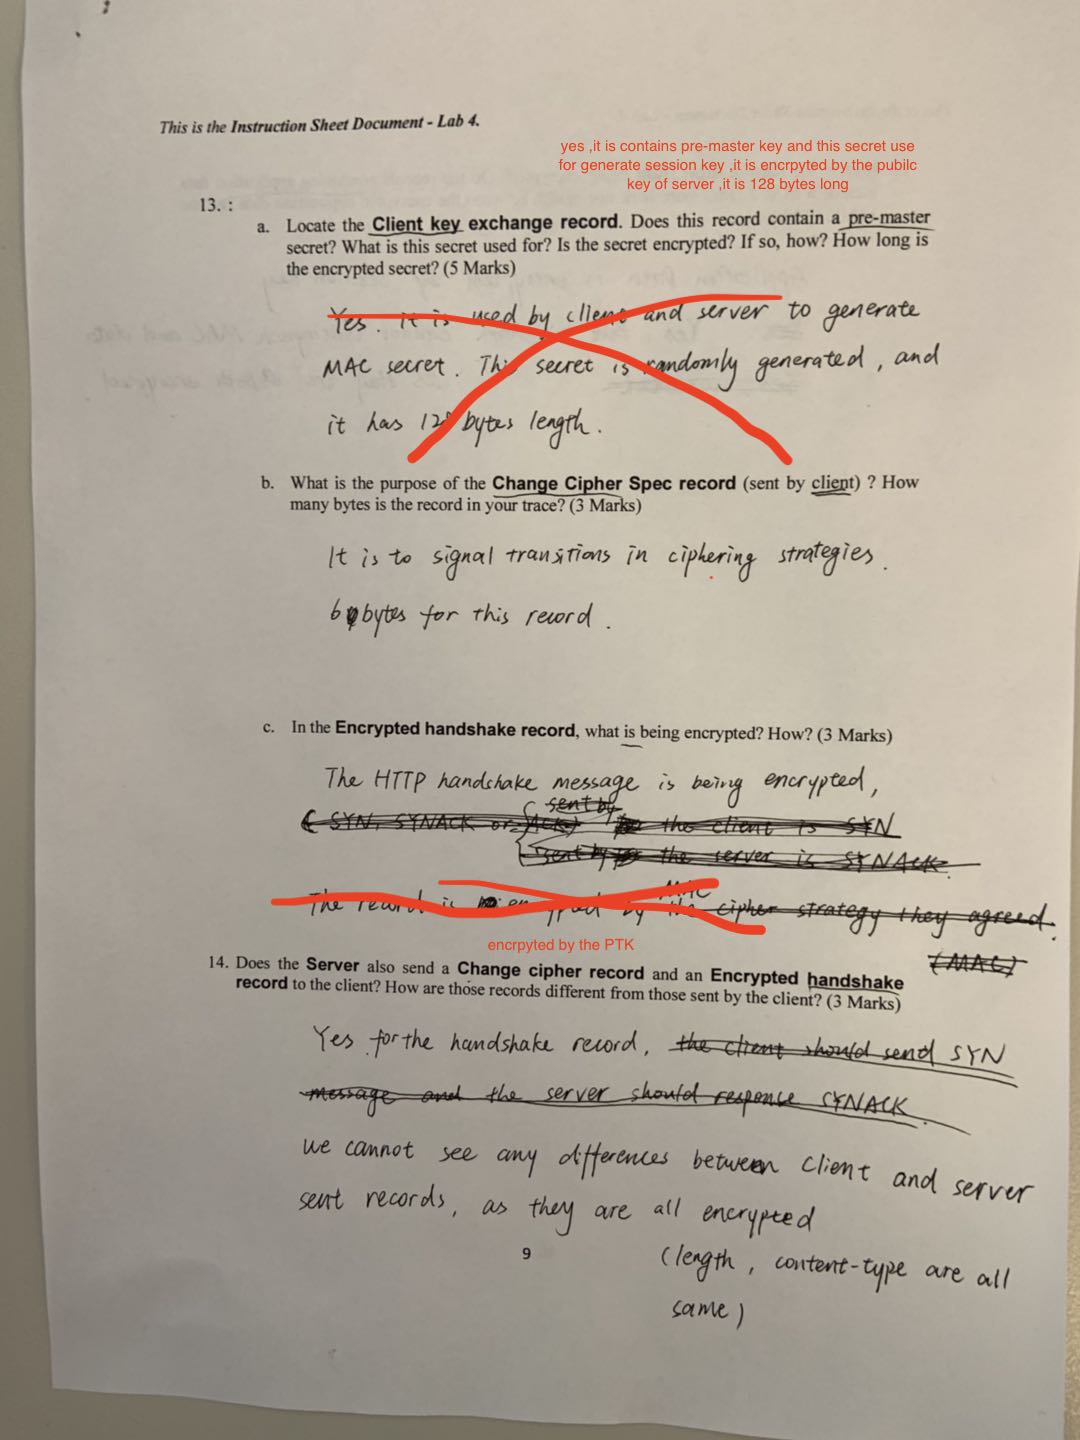 This is the Instruction Sheet Document - Lab 4.
yes ,it is contains pre-master key and this secret use
for generate session key ,it is encrpyted by the pubilc
key of server ,it is 128 bytes long
13. :
a. Locate the Client key exchange record. Does this record contain a pre-master
secret? What is this secret used for? Is the secret encrypted? If so, how? How long is
the encrypted secret? (5 Marks)
Yes. It is used by client and server to generate
MAC secret. This secret is randomly generated, and
it has 128 bytes length.
b. What is the purpose of the Change Cipher Spec record (sent by client) ? How
many bytes is the record in your trace? (3 Marks)
It is to signal transitions in ciphering strategies.
6 bytes for this record.
c. In the Encrypted handshake record, what is being encrypted? How? (3 Marks)
The HTTP handshake message is being encrypted,
sent by
( SYN, SYNACK or ACK) the client is SYN
sent by the server is SYNACK.
MAC
The record is encrypted by the cipher strategy they agreed.
(MAC)
encrpyted by the PTK
14. Does the Server also send a Change cipher record and an Encrypted handshake
record to the client? How are those records different from those sent by the client? (3 Marks)
Yes for the handshake record, the client should send SYN
message and the server should response SYNACK.
we cannot see any differences between client and server
sent records, as they are all encrypted
(length, content-type are all
same)
9